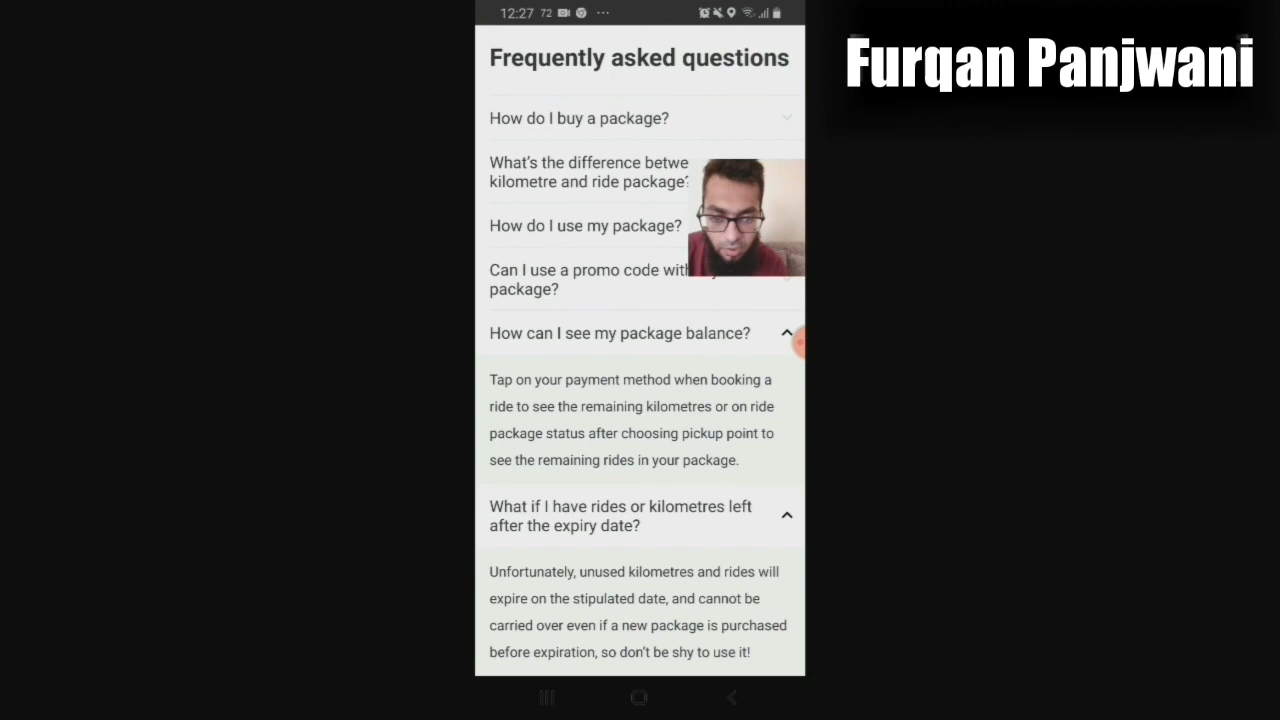 12:27 72
Furqan Panjwani
Frequently asked questions
How do I buy a package?
What's the difference
kilometre and ride package?
How do I use my package?
Can I use a promo code with
package?
How can I see my package balance?
Tap on your payment method when booking a
ride to see the remaining kilometres or on ride
package status after choosing pickup point to
see the remaining rides in your package.
What if I have rides or kilometres left
after the expiry date?
Unfortunately, unused kilometres and rides will
expire on the stipulated date, and cannot be
carried over even if a new package is purchased
before expiration, so don't be shy to use it!